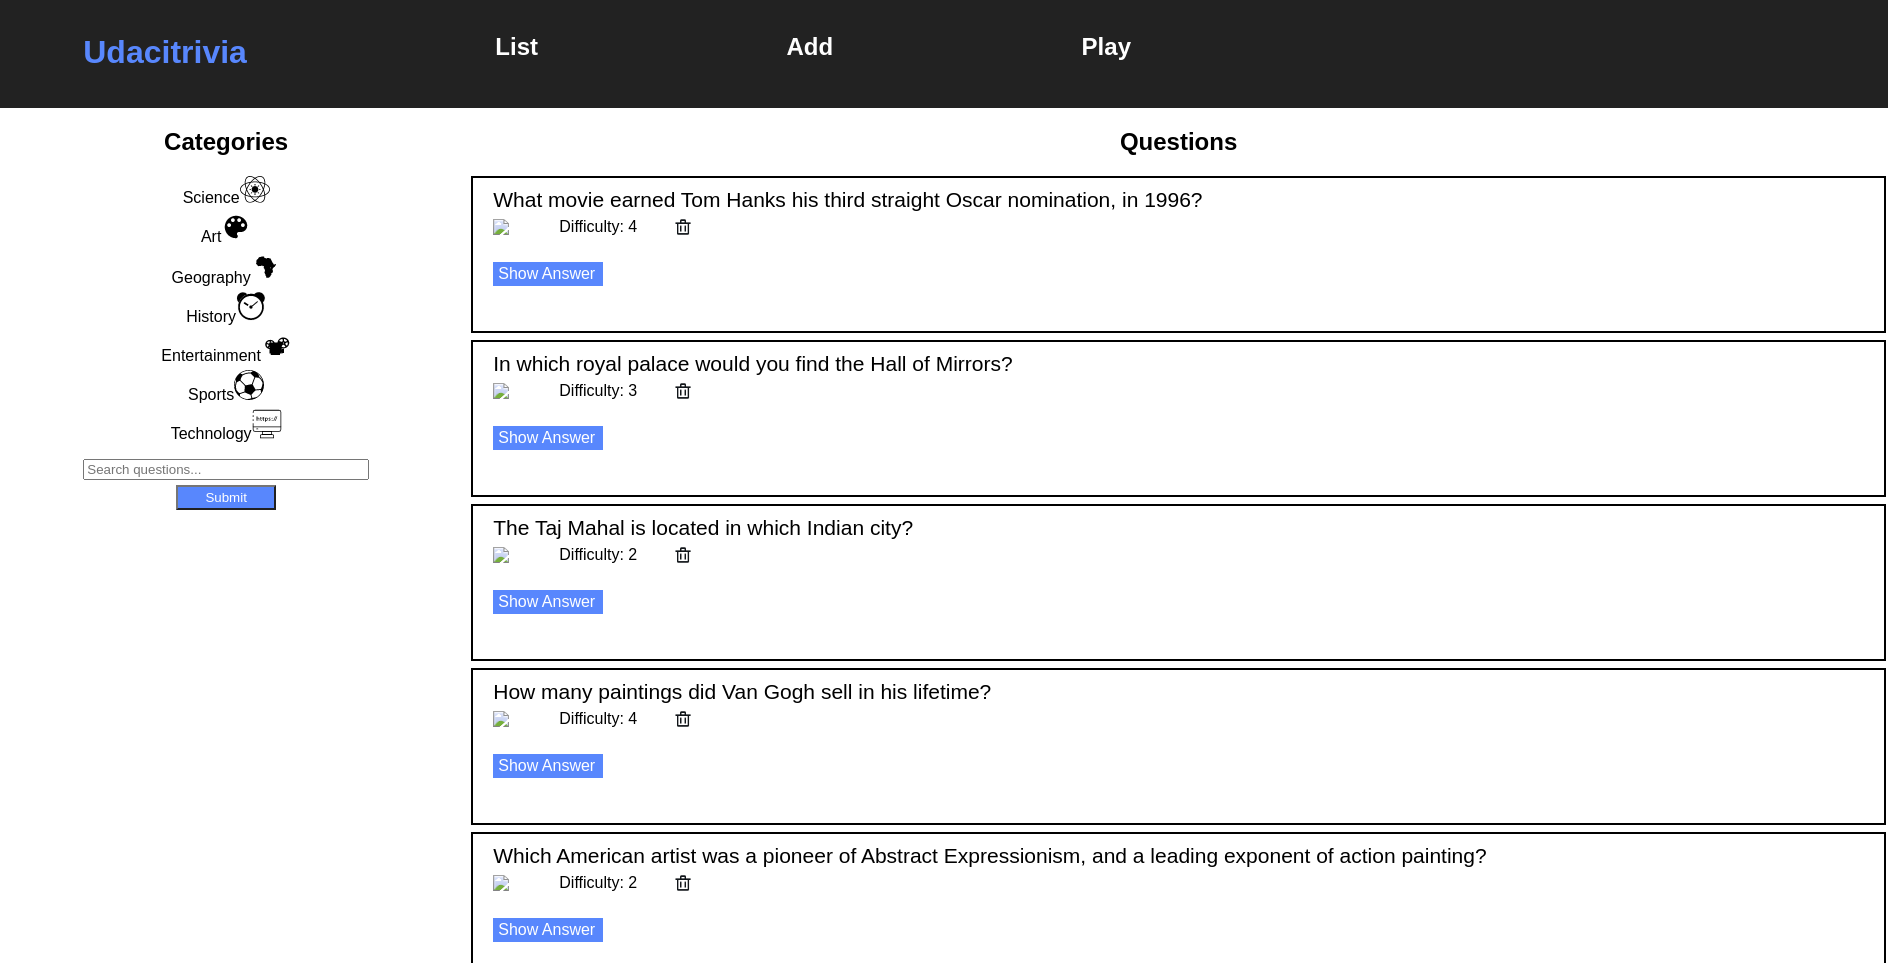 Udacitrivia
List
Add
Play
Categories
Science
Art
Geography
History
Entertainment
Sports
https://
Technology
Search questions...
Submit
Questions
What movie earned Tom Hanks his third straight Oscar nomination, in 1996?
Difficulty: 4
Show Answer
In which royal palace would you find the Hall of Mirrors?
Difficulty: 3
Show Answer
The Taj Mahal is located in which Indian city?
Difficulty: 2
Show Answer
How many paintings did Van Gogh sell in his lifetime?
Difficulty: 4
Show Answer
Which American artist was a pioneer of Abstract Expressionism, and a leading exponent of action painting?
Difficulty: 2
Show Answer